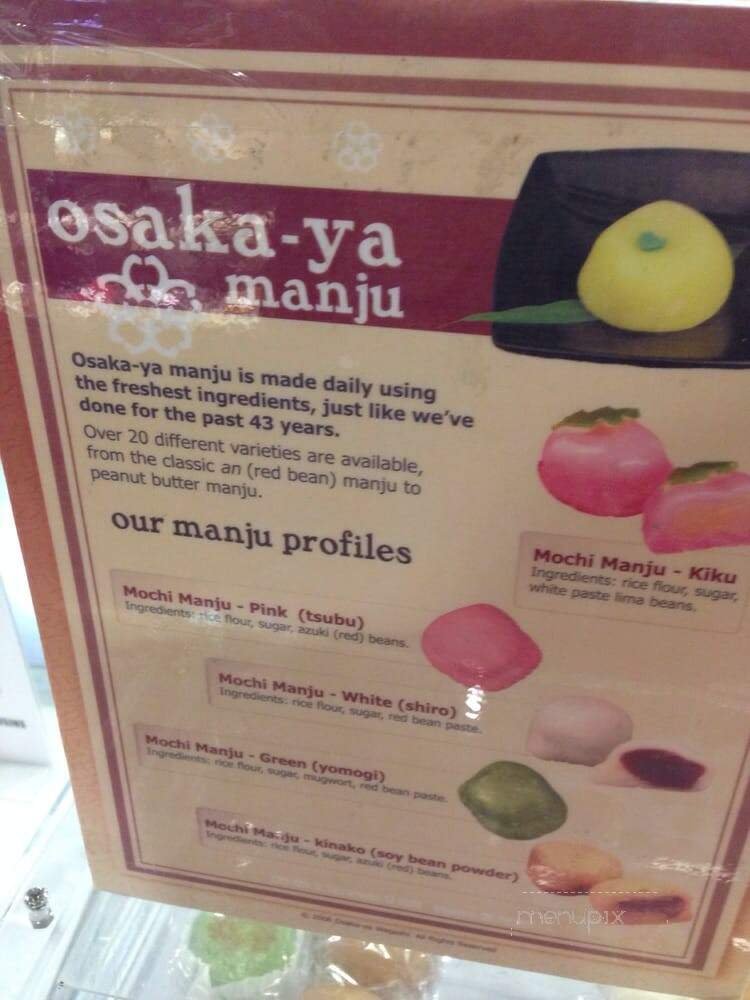 osaka-ya
manju
Osaka-ya manju is made daily using
the freshest ingredients, just like we've
done for the past 43 years.
Over 20 different varieties are available,
from the classic an (red bean) manju to
peanut butter manju.
our manju profiles
Mochi Manju - Kiku
Ingredients: rice flour, sugar,
white paste lima beans.
Mochi Manju - Pink (tsubu)
Ingredients: rice flour, sugar, azuki (red) beans.
Mochi Manju - White (shiro)
Ingredients: rice flour, sugar, red bean paste.
Mochi Manju - Green (yomogi)
Ingredients: rice flour, sugar, mugwort, red bean paste.
Mochi Manju - kinako (soy bean powder)
Ingredients: rice flour, sugar, azuki (red) beans.
menupix
All Rights Reserved